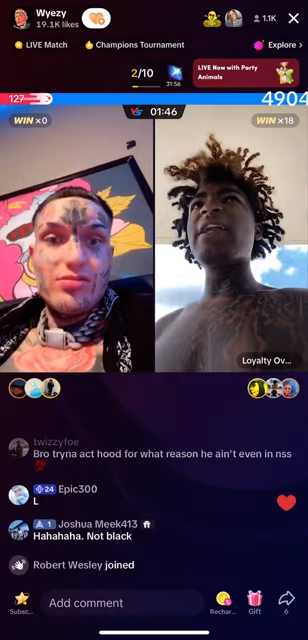 Wyezy
19.1K likes
1.1K
LIVE Match
Champions Tournament
Explore
2/10
31:56
LIVE Now with Party
Animals
127
4904
WIN ×0
VS
01:46
WIN ×18
Loyalty Ov...
twizzyfoe
Bro tryna act hood for what reason he ain't even in nss
💯
24 Epic300
L
1 Joshua Meek413
Hahahaha. Not black
Robert Wesley joined
Subsc...
Add comment
Rechar...
Gift
6